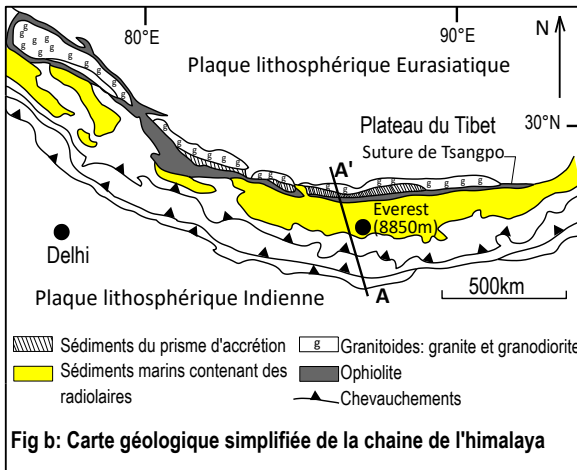 80°E
90°E
N
Plaque lithosphérique Eurasiatique
Plateau du Tibet
30°N
Suture de Tsangpo
A'
Everest
(8850m)
Delhi
Plaque lithosphérique Indienne
A
500km
Sédiments du prisme d'accrétion
g Granitoides: granite et granodiorite
Sédiments marins contenant des
radiolaires
Ophiolite
Chevauchements
Fig b: Carte géologique simplifiée de la chaine de l'himalaya